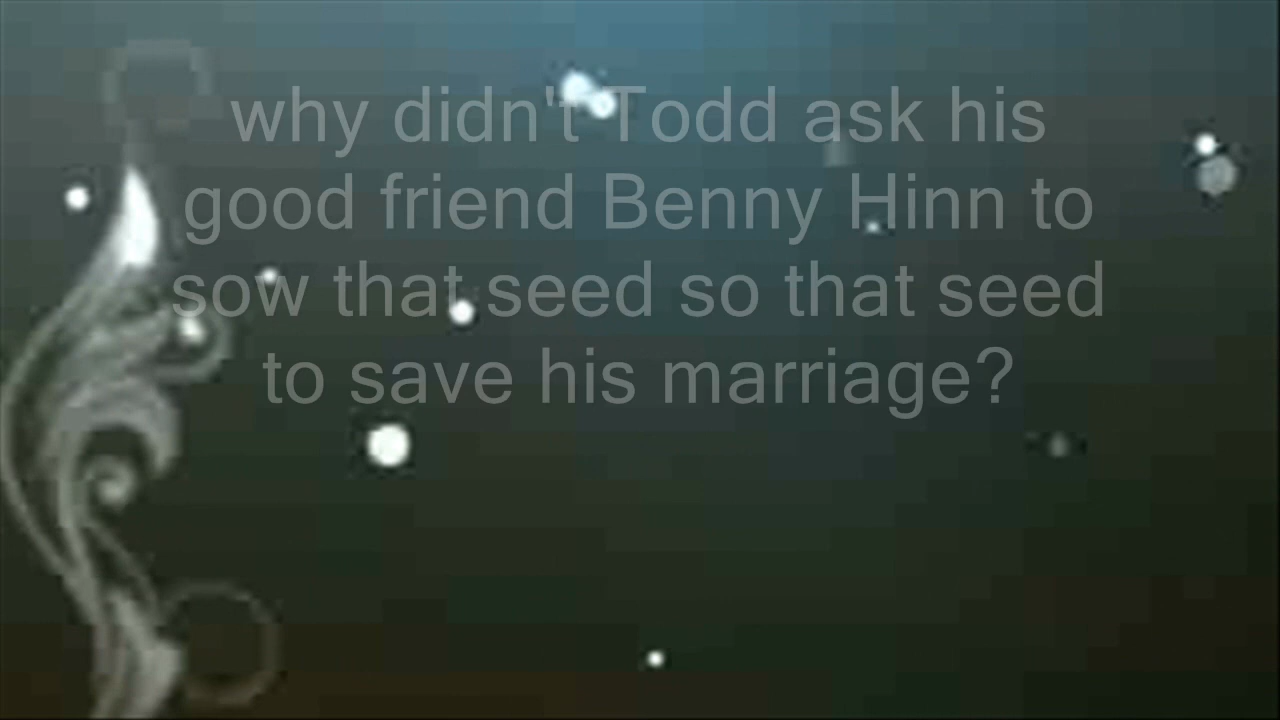 why didn't Todd ask his
good friend Benny Hinn to
sow that seed so that seed
to save his marriage?